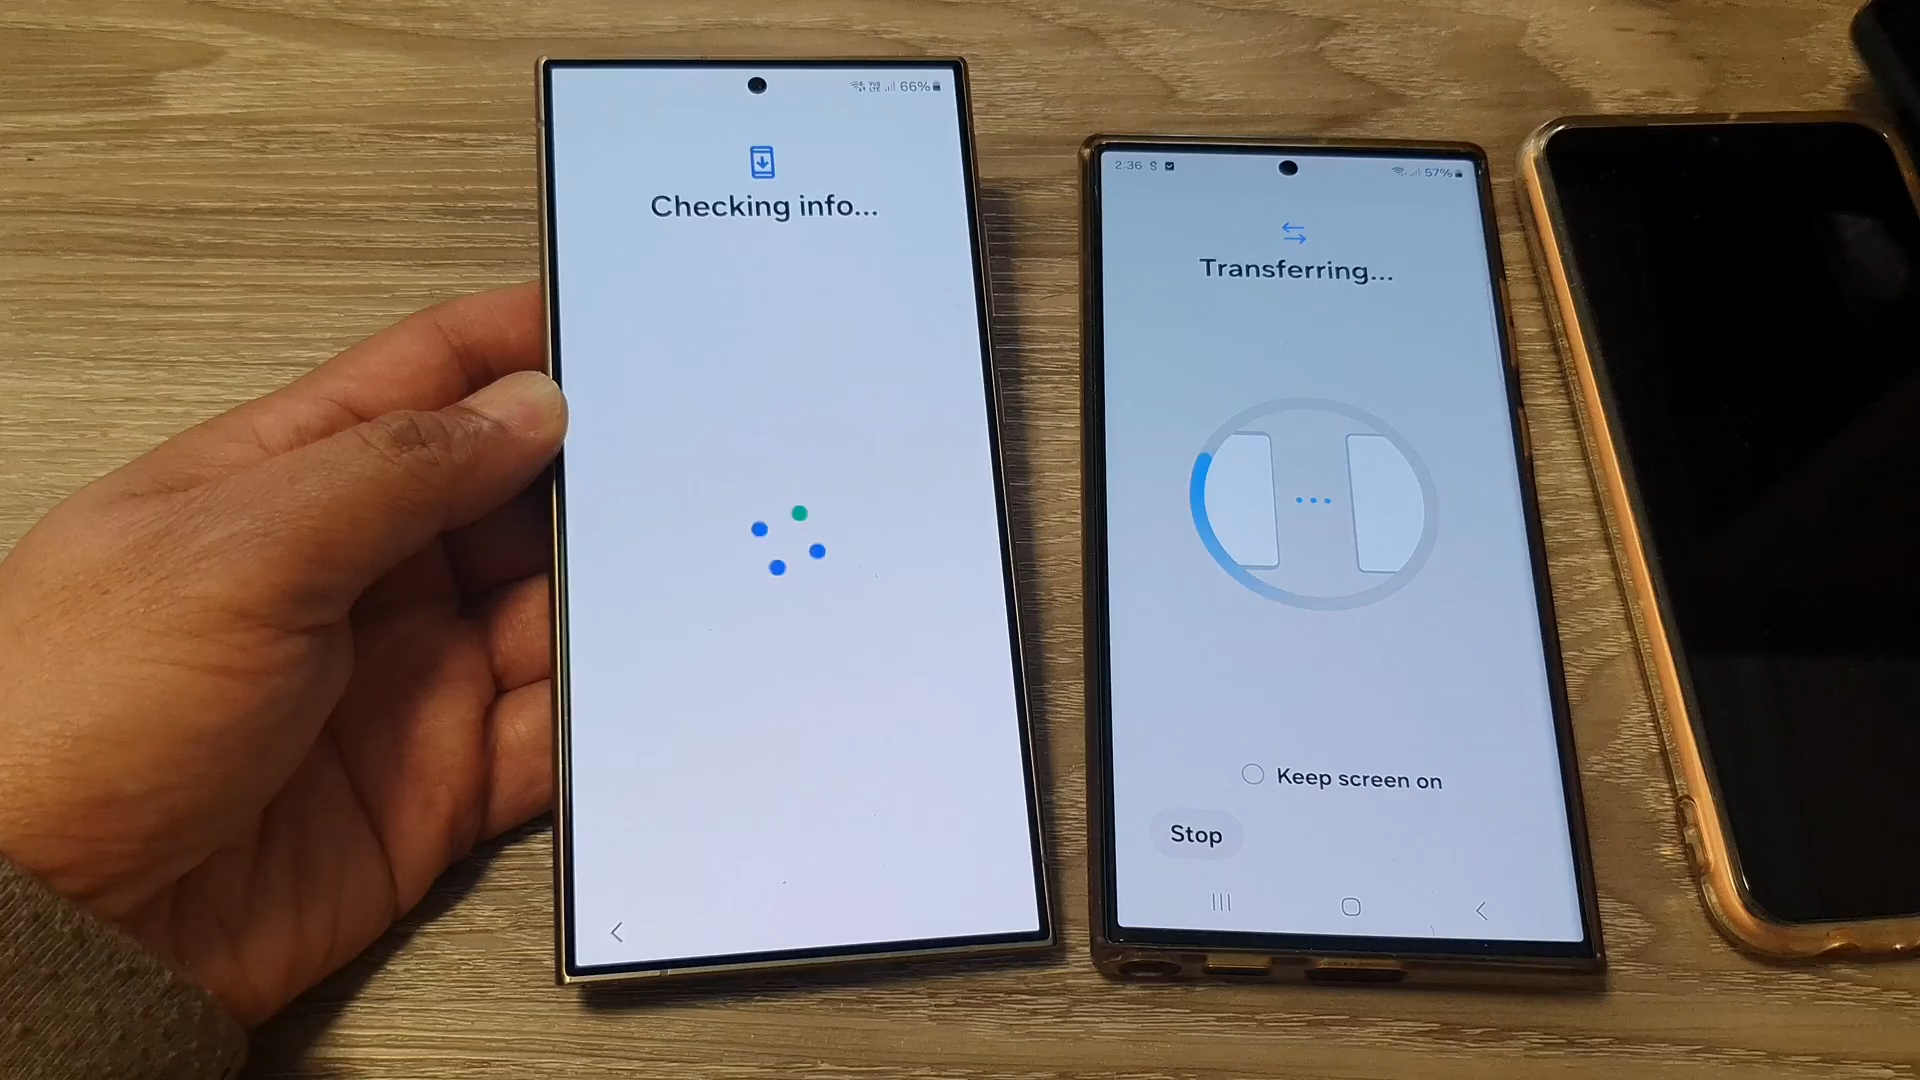 66%
Checking info...
2:36 S 57%
Transferring...
Keep screen on
Stop